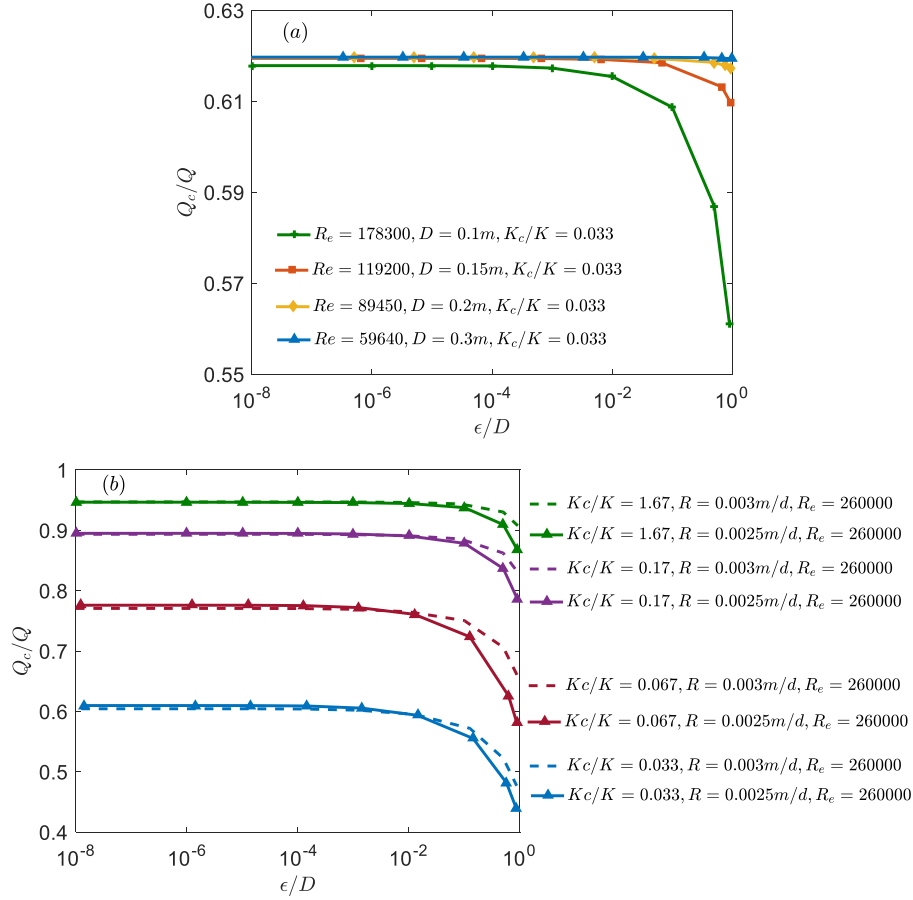 (a)
0.63
0.61
0.59
0.57
0.55
Q_c/Q
R_e = 178300, D = 0.1m, K_c/K = 0.033
Re = 119200, D = 0.15m, K_c/K = 0.033
Re = 89450, D = 0.2m, K_c/K = 0.033
Re = 59640, D = 0.3m, K_c/K = 0.033
10^-8 10^-6 10^-4 10^-2 10^0
ϵ/D
(b)
1
0.9
0.8
0.7
0.6
0.5
0.4
Q_c/Q
Kc/K = 1.67, R = 0.003m/d, R_e = 260000
Kc/K = 1.67, R = 0.0025m/d, R_e = 260000
Kc/K = 0.17, R = 0.003m/d, R_e = 260000
Kc/K = 0.17, R = 0.0025m/d, R_e = 260000
Kc/K = 0.067, R = 0.003m/d, R_e = 260000
Kc/K = 0.067, R = 0.0025m/d, R_e = 260000
Kc/K = 0.033, R = 0.003m/d, R_e = 260000
Kc/K = 0.033, R = 0.0025m/d, R_e = 260000
10^-8 10^-6 10^-4 10^-2 10^0
ϵ/D